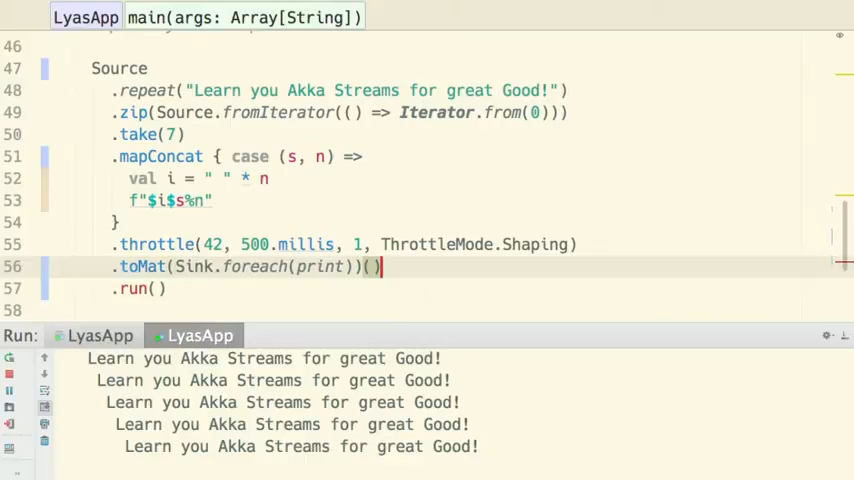 LyasApp main(args: Array[String])
46
47 Source
48 .repeat("Learn you Akka Streams for great Good!")
49 .zip(Source.fromIterator(() => Iterator.from(0)))
50 .take(7)
51 .mapConcat { case (s, n) =>
52 val i = " " * n
53 f"$i$s%n"
54 }
55 .throttle(42, 500.millis, 1, ThrottleMode.Shaping)
56 .toMat(Sink.foreach(print))()
57 .run()
58
Run: LyasApp LyasApp
Learn you Akka Streams for great Good!
Learn you Akka Streams for great Good!
Learn you Akka Streams for great Good!
Learn you Akka Streams for great Good!
Learn you Akka Streams for great Good!